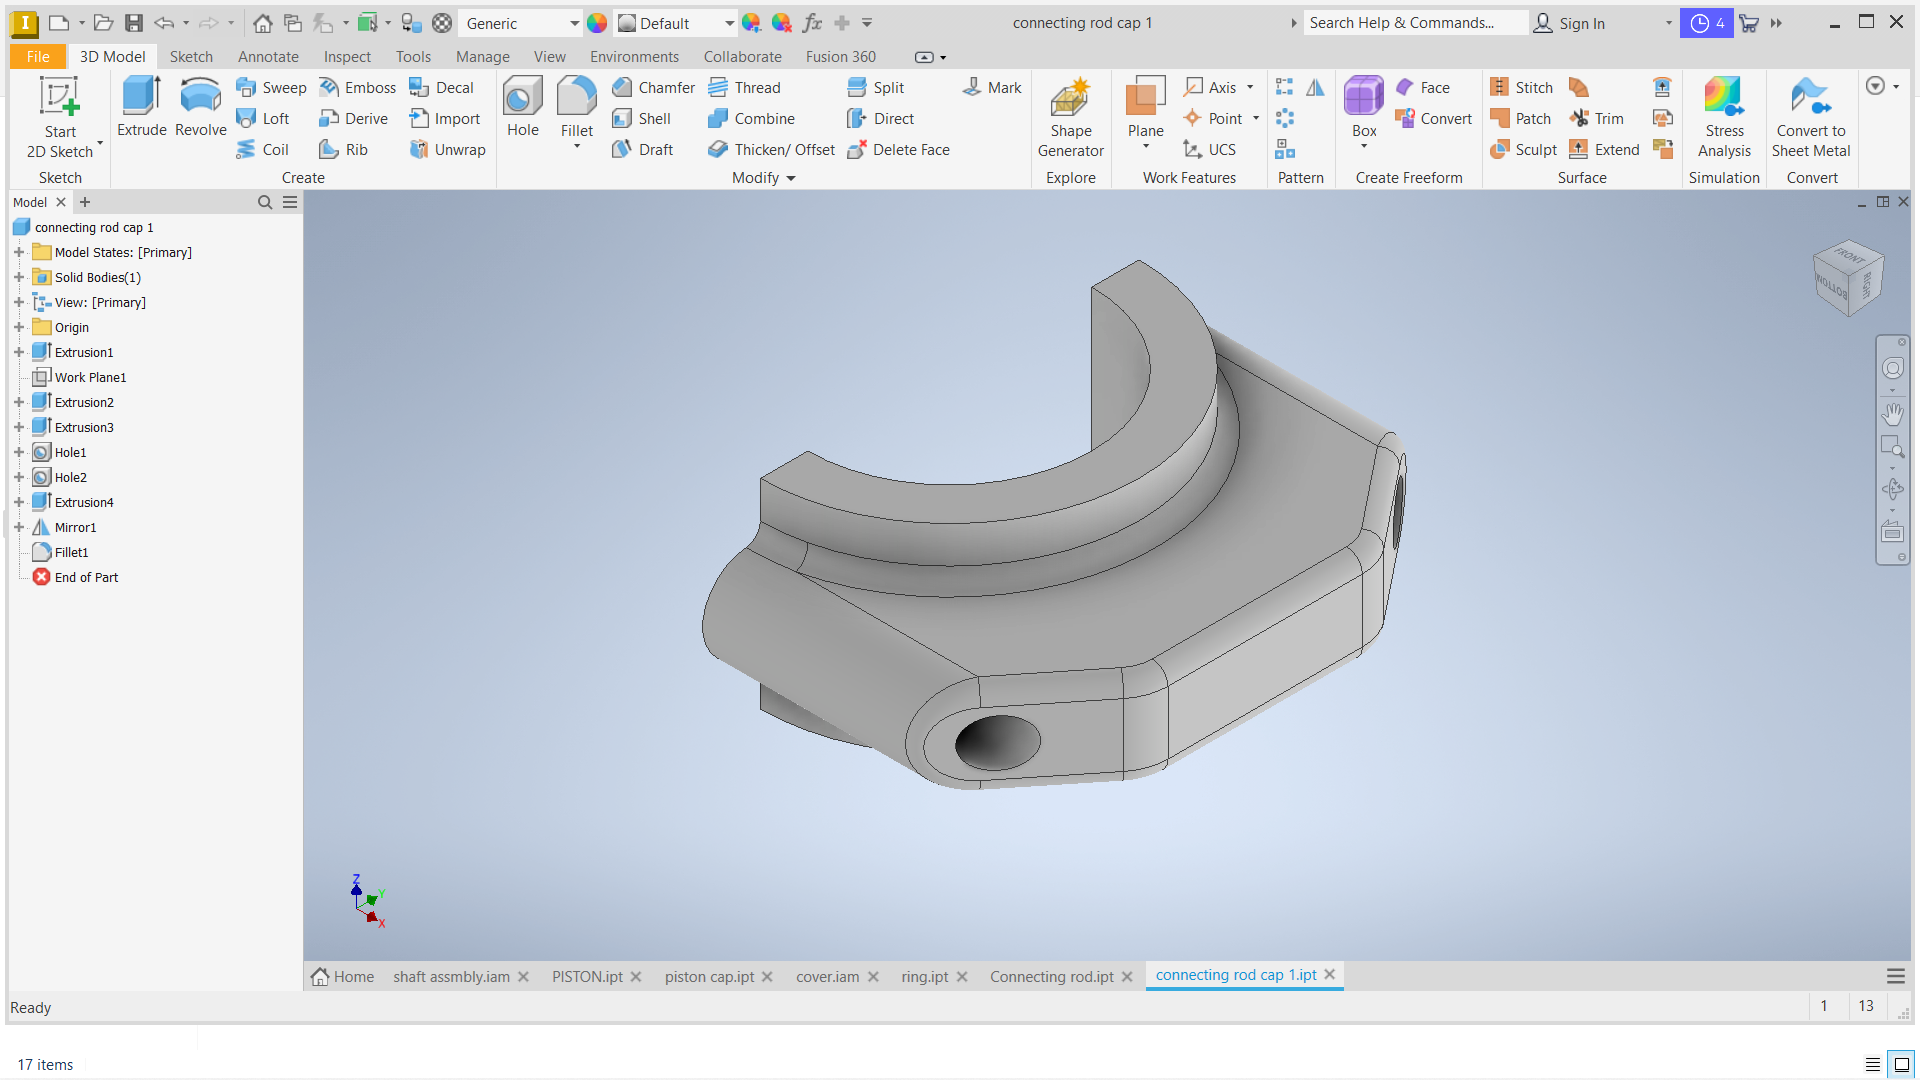 I Generic Default fx connecting rod cap 1 Search Help & Commands... Sign In 4
File 3D Model Sketch Annotate Inspect Tools Manage View Environments Collaborate Fusion 360
Start
2D Sketch
Sketch
Extrude Revolve
Sweep Emboss Decal
Loft Derive Import
Coil Rib Unwrap
Create
Hole Fillet
Chamfer Thread Split Mark
Shell Combine Direct
Draft Thicken/ Offset Delete Face
Modify
Shape
Generator
Explore
Plane
Axis
Point
UCS
Work Features
Pattern
Box
Face
Convert
Create Freeform
Stitch
Patch Trim
Sculpt Extend
Surface
Stress
Analysis
Simulation
Convert to
Sheet Metal
Convert
Model
connecting rod cap 1
Model States: [Primary]
Solid Bodies(1)
View: [Primary]
Origin
Extrusion1
Work Plane1
Extrusion2
Extrusion3
Hole1
Hole2
Extrusion4
Mirror1
Fillet1
End of Part
FRONT
BOTTOM
RIGHT
Z
Y
X
Home shaft assmbly.iam PISTON.ipt piston cap.ipt cover.iam ring.ipt Connecting rod.ipt connecting rod cap 1.ipt
Ready 1 13
17 items